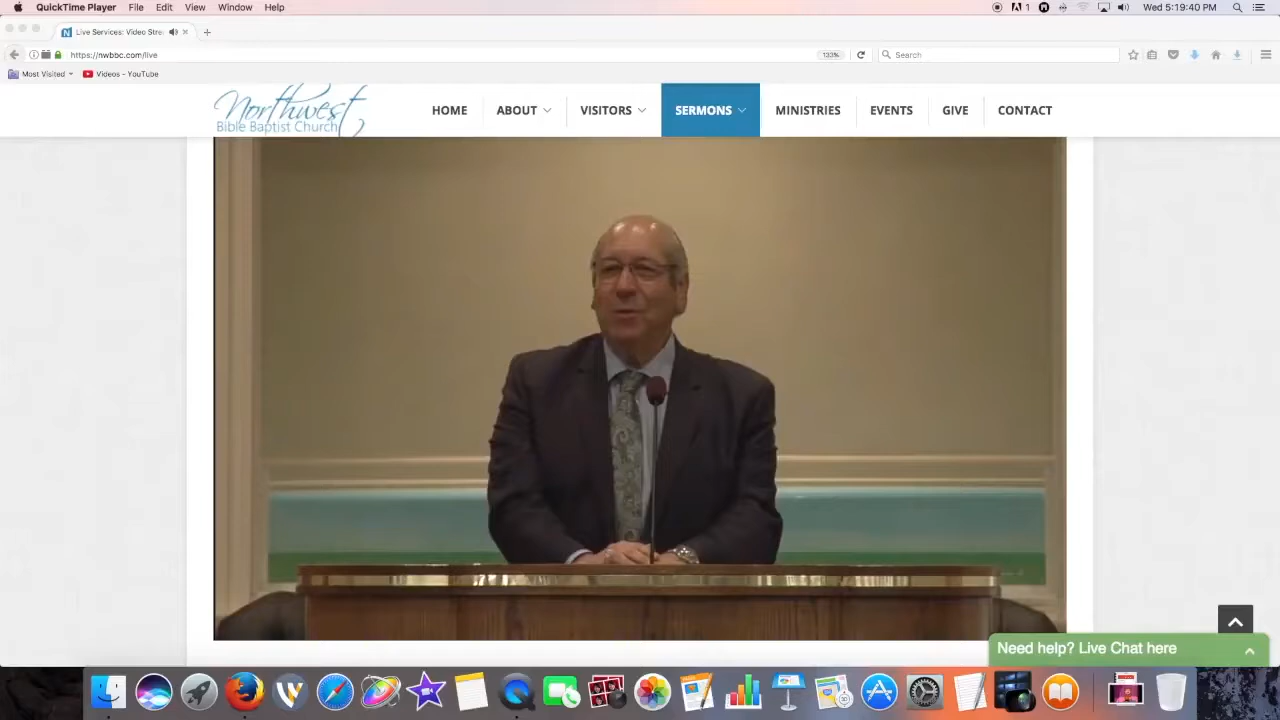 QuickTime Player File Edit View Window Help
1 Wed 5:19:40 PM
Live Services: Video Stre
https://nwbbc.com/live
133%
Search
Most Visited Videos - YouTube
Northwest
Bible Baptist Church
HOME ABOUT VISITORS SERMONS MINISTRIES EVENTS GIVE CONTACT
Need help? Live Chat here